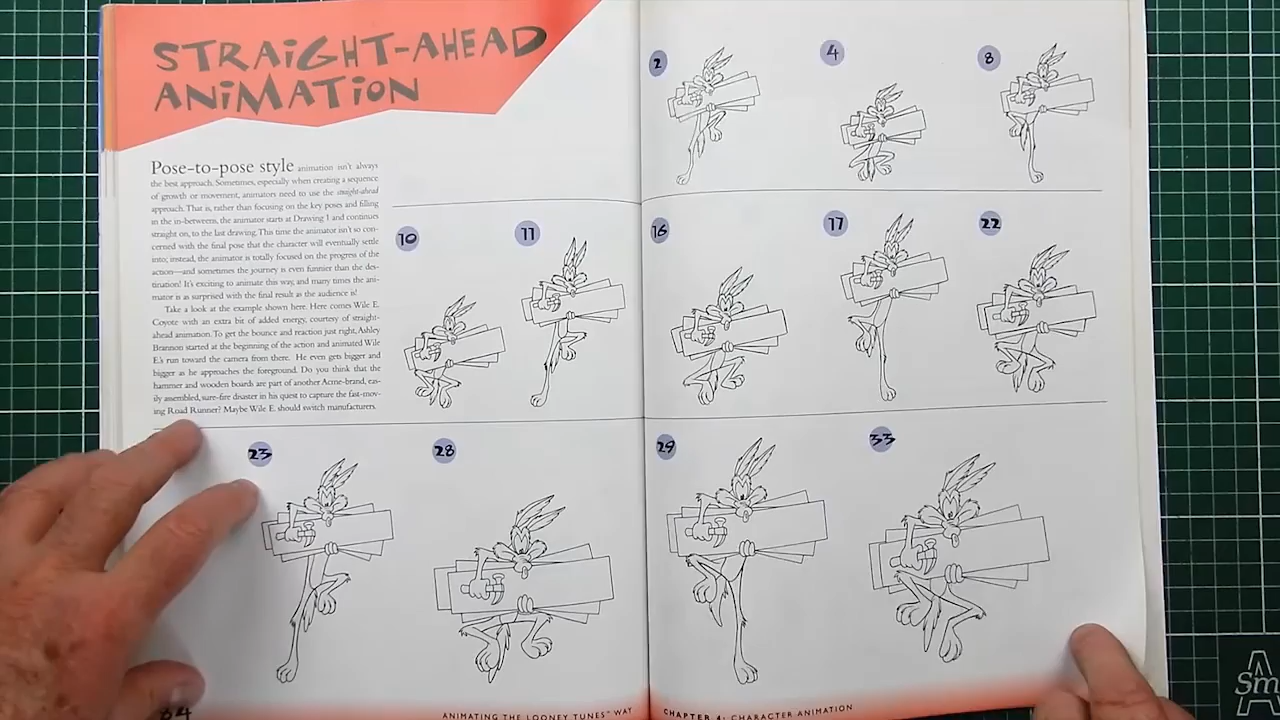 STRAiGHT-AHEAD
ANiMATiON
Pose-to-pose style animation isn't always
the best approach. Sometimes, especially when creating a sequence
of growth or movement, animators need to use the straight-ahead
approach. That is, rather than focusing on the key poses and filling
in the in-betweens, the animator starts at Drawing 1 and continues
straight on, to the last drawing. This time the animator isn't so con-
cerned with the final pose that the character will eventually settle
into; instead, the animator is totally focused on the progress of the
action—and sometimes the journey is even funnier than the des-
tination! It's exciting to animate this way, and many times the ani-
mator is as surprised with the final result as the audience is!
Take a look at the example shown here. Here comes Wile E.
Coyote with an extra bit of added energy, courtesy of straight-
ahead animation. To get the bounce and reaction just right, Ashley
Brannon started at the beginning of the action and animated Wile
E.'s run toward the camera from there. He even gets bigger and
bigger as he approaches the foreground. Do you think that the
hammer and wooden boards are part of another Acme-brand, eas-
ily assembled, sure-fire disaster in his quest to capture the fast-mov-
ing Road Runner? Maybe Wile E. should switch manufacturers.
2
4
8
10
11
16
17
22
23
28
29
33
84
ANIMATING THE LOONEY TUNES™ WAY
CHAPTER 4: CHARACTER ANIMATION
A
Sm